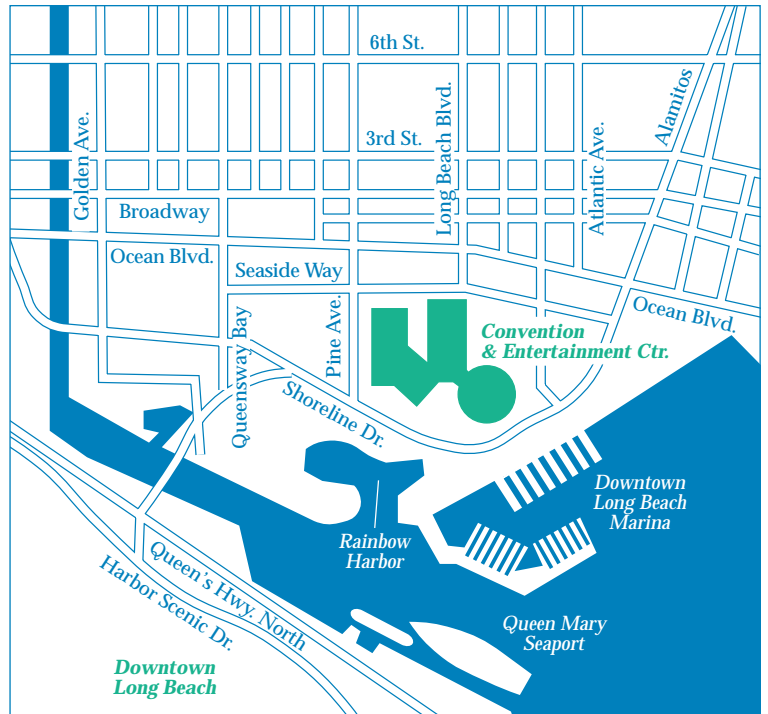 6th St.
3rd St.
Golden Ave.
Long Beach Blvd.
Atlantic Ave.
Alamitos
Broadway
Ocean Blvd.
Seaside Way
Ocean Blvd.
Queensway Bay
Pine Ave.
Convention
& Entertainment Ctr.
Shoreline Dr.
Downtown
Long Beach
Marina
Rainbow
Harbor
Queen's Hwy. North
Harbor Scenic Dr.
Queen Mary
Seaport
Downtown
Long Beach